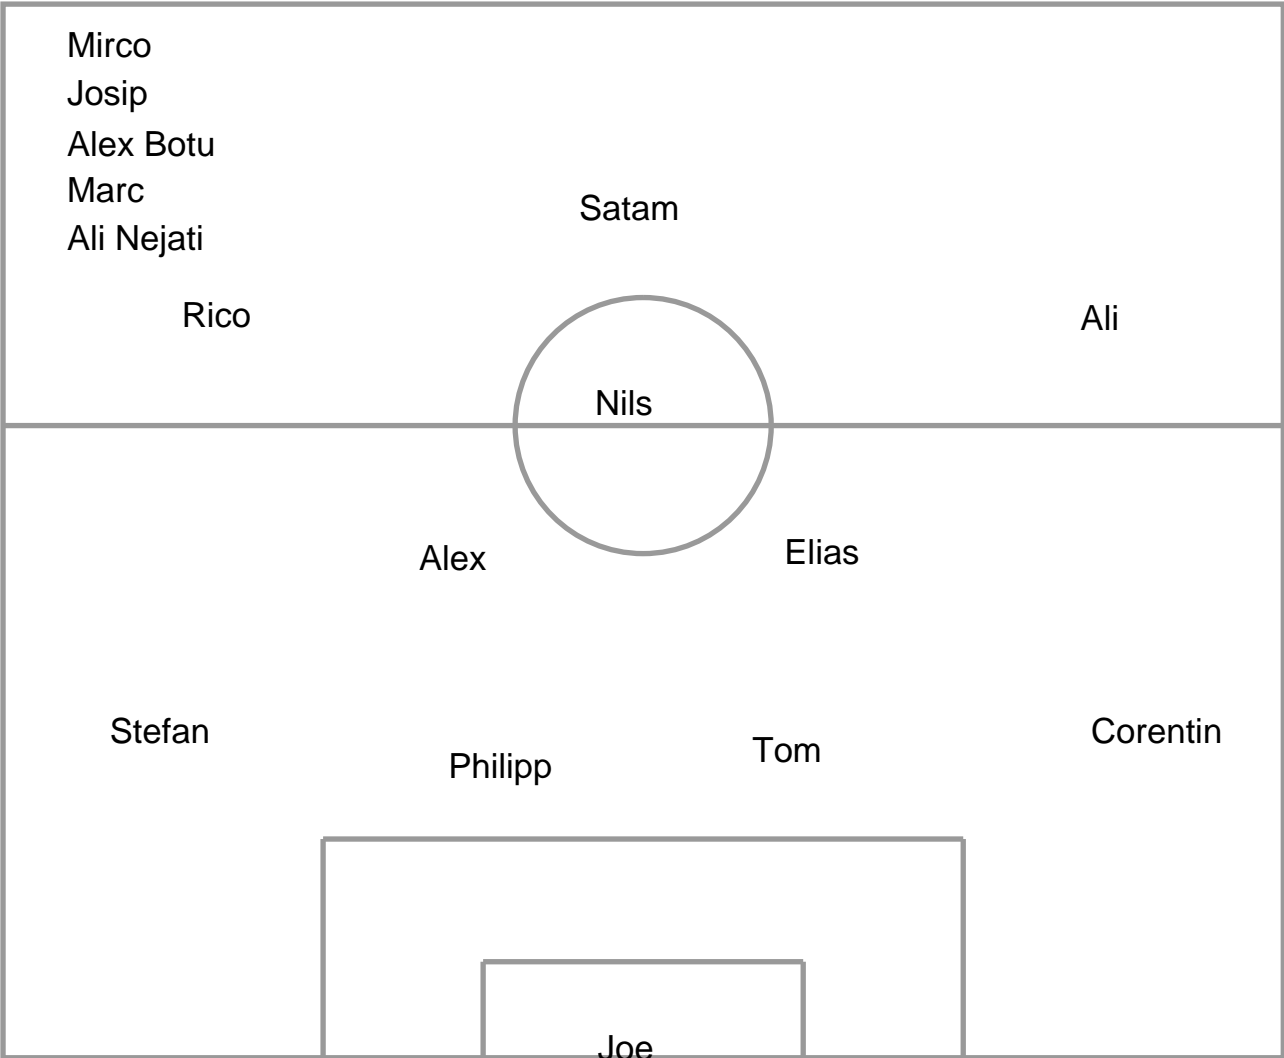 Mirco
Josip
Alex Botu
Marc
Ali Nejati
Satam
Rico
Ali
Nils
Alex
Elias
Stefan
Philipp
Tom
Corentin
Joe